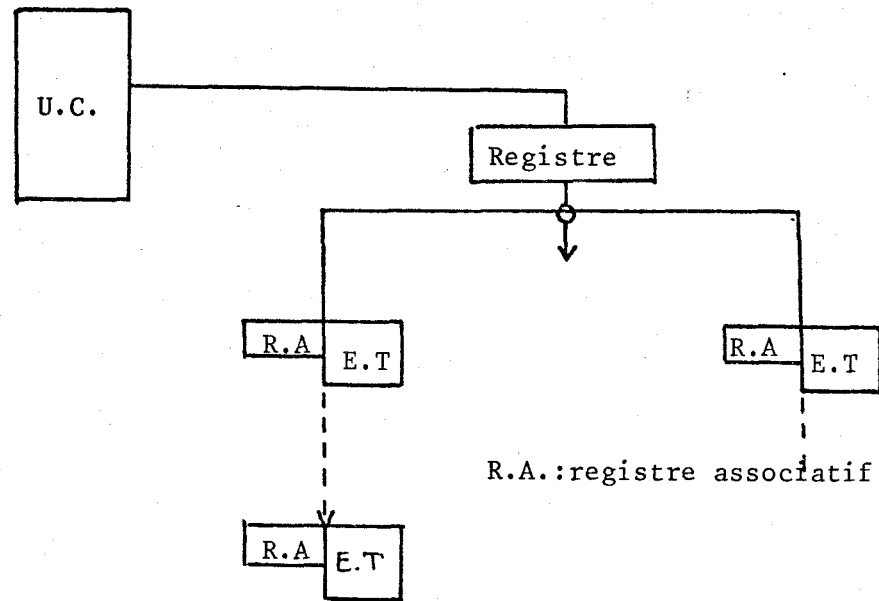 U.C.
Registre
R.A
E.T
R.A
E.T
R.A.:registre associatif
R.A
E.T